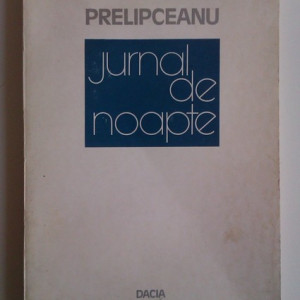 PRELIPCEANU
jurnal
de
noapte
DACIA